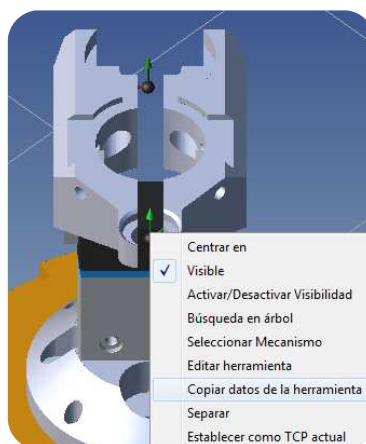 Centrar en
Visible
Activar/Desactivar Visibilidad
Búsqueda en árbol
Seleccionar Mecanismo
Editar herramienta
Copiar datos de la herramienta
Separar
Establecer como TCP actual